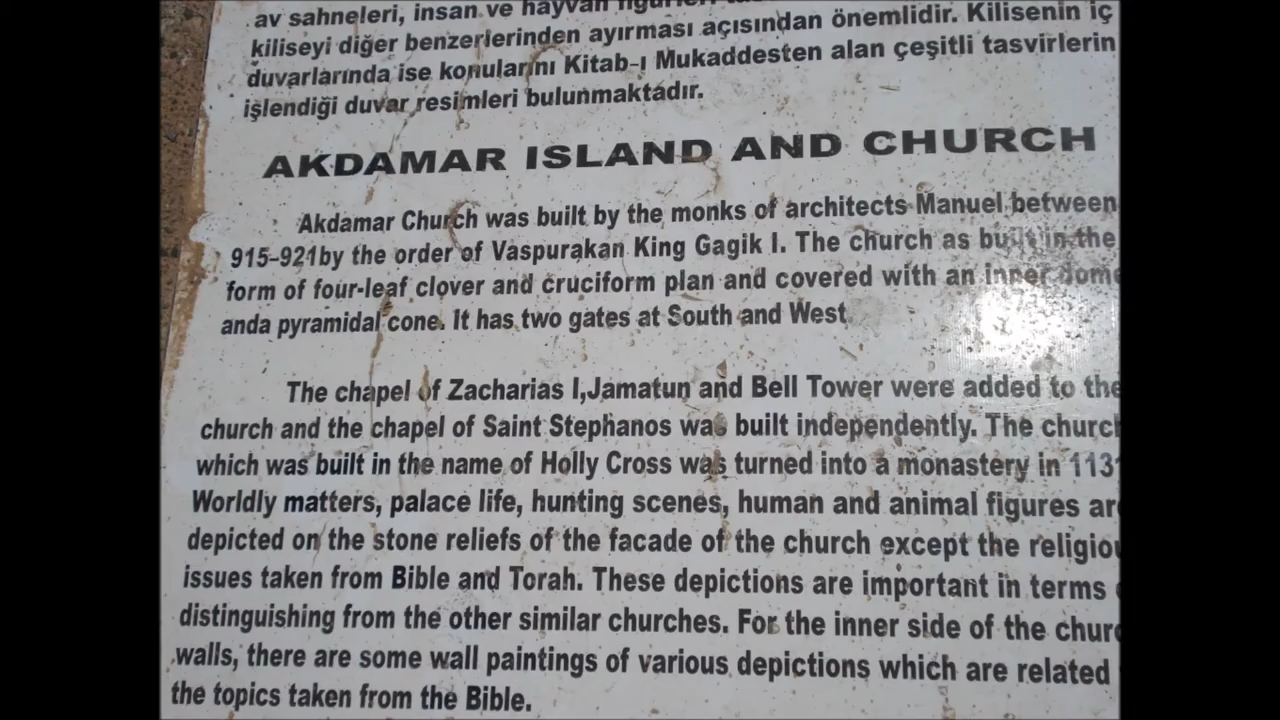 av sahneleri, insan ve hayvan
kiliseyi diğer benzerlerinden ayırması açısından önemlidir. Kilisenin iç
duvarlarında ise konularını Kitab-ı Mukaddesten alan çeşitli tasvirlerin
işlendiği duvar resimleri bulunmaktadır.
AKDAMAR ISLAND AND CHURCH
Akdamar Church was built by the monks of architects Manuel between
915-921by the order of Vaspurakan King Gagik I. The church as built in the
form of four-leaf clover and cruciform plan and covered with an inner dome
anda pyramidal cone. It has two gates at South and West
The chapel of Zacharias I,Jamatun and Bell Tower were added to the
church and the chapel of Saint Stephanos was built independently. The
which was built in the name of Holly Cross was turned into a monastery in
Worldly matters, palace life, hunting scenes, human and animal figures
depicted on the stone reliefs of the facade of the church except the
issues taken from Bible and Torah. These depictions are important in terms
distinguishing from the other similar churches. For the inner side of the
walls, there are some wall paintings of various depictions which are related
the topics taken from the Bible.